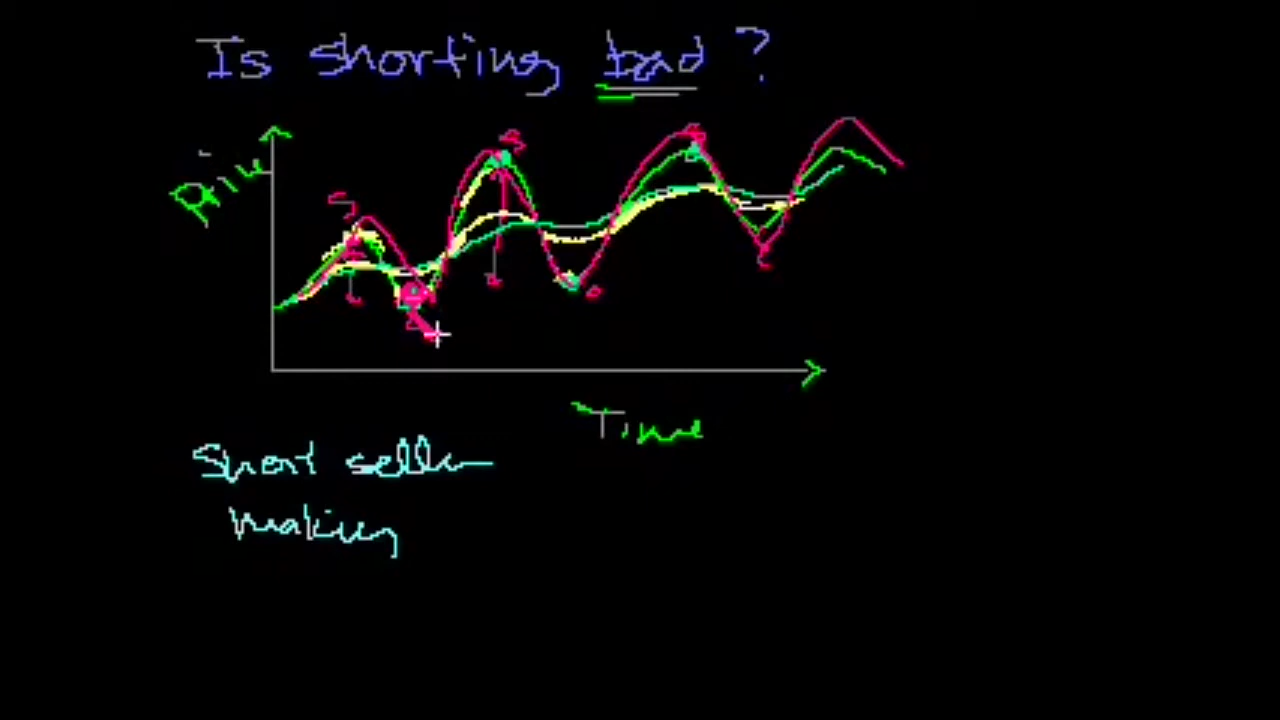 Is shorting bad?
Price
Time
Short seller
making